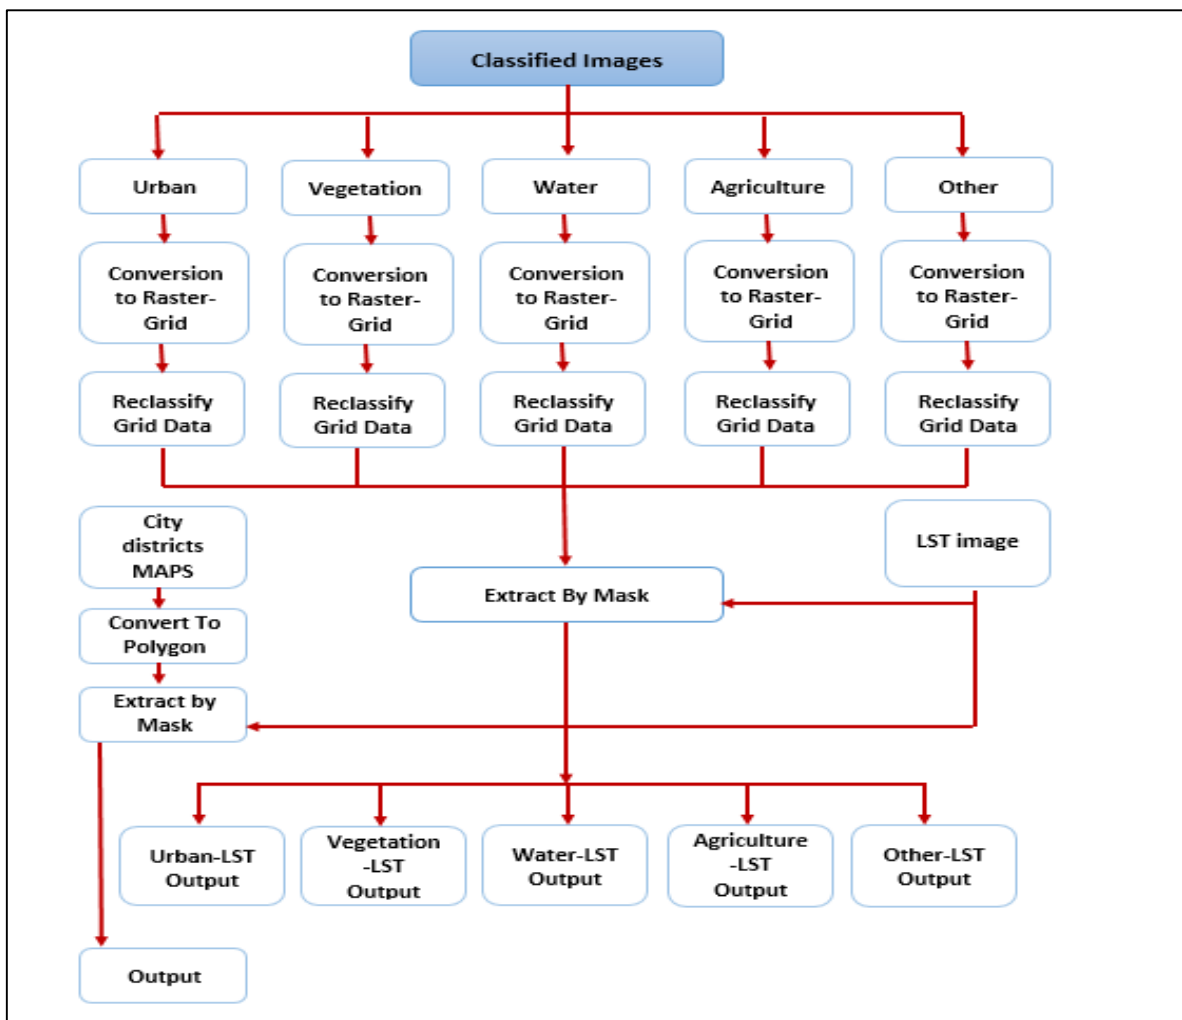 Classified Images
Urban
Vegetation
Water
Agriculture
Other
Conversion
to Raster-
Grid
Conversion
to Raster-
Grid
Conversion
to Raster-
Grid
Conversion
to Raster-
Grid
Conversion
to Raster-
Grid
Reclassify
Grid Data
Reclassify
Grid Data
Reclassify
Grid Data
Reclassify
Grid Data
Reclassify
Grid Data
City
districts
MAPS
LST image
Extract By Mask
Convert To
Polygon
Extract by
Mask
Urban-LST
Output
Vegetation
-LST
Output
Water-LST
Output
Agriculture
-LST
Output
Other-LST
Output
Output